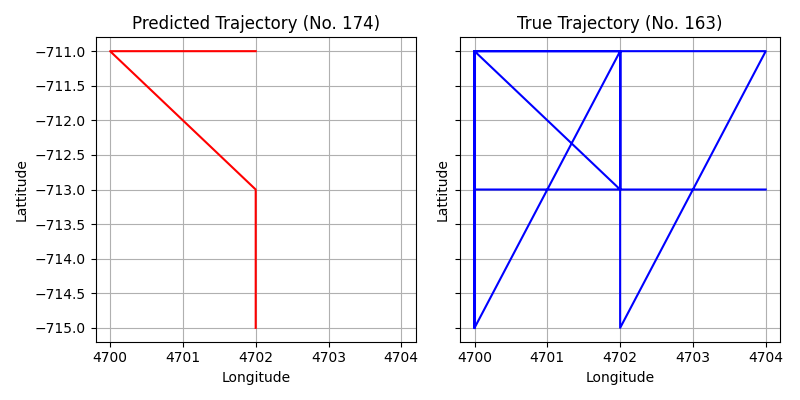 Predicted Trajectory (No. 174)
True Trajectory (No. 163)
−711.0
−711.5
−712.0
−712.5
−713.0
−713.5
−714.0
−714.5
−715.0
Lattitude
4700 4701 4702 4703 4704
Longitude
Lattitude
4700 4701 4702 4703 4704
Longitude